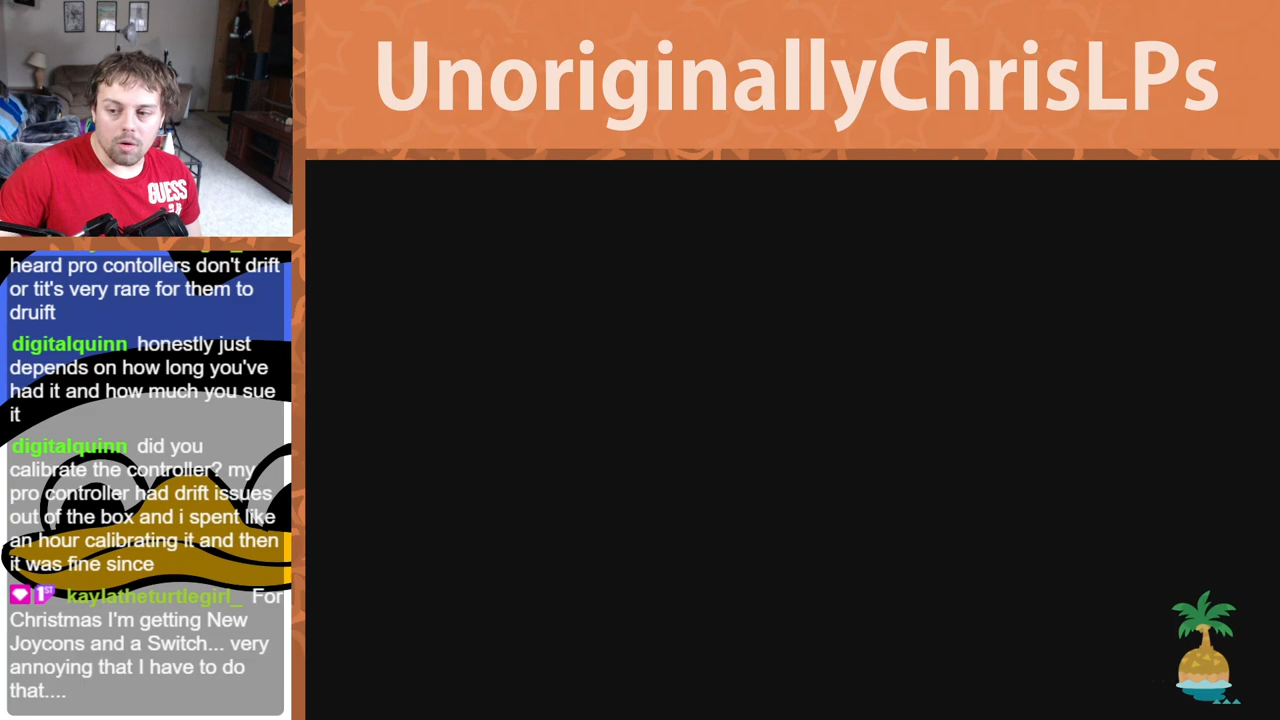 UnoriginallyChrisLPs
GUESS
heard pro contollers don't drift
or tit's very rare for them to
druift
digitalquinn honestly just
depends on how long you've
had it and how much you sue
it
digitalquinn did you
calibrate the controller? my
pro controller had drift issues
out of the box and i spent like
an hour calibrating it and then
it was fine since
1ST kaylatheturtlegirl_ For
Christmas I'm getting New
Joycons and a Switch... very
annoying that I have to do
that....